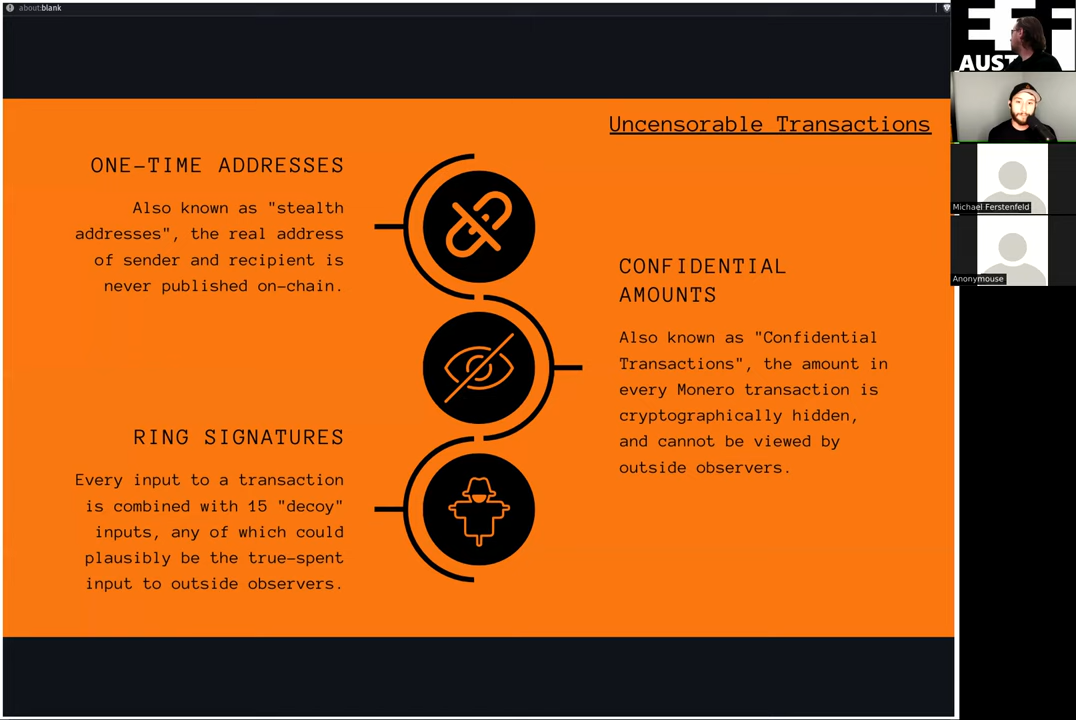 about:blank
Uncensorable Transactions
ONE-TIME ADDRESSES
Also known as "stealth
addresses", the real address
of sender and recipient is
never published on-chain.
CONFIDENTIAL
AMOUNTS
Also known as "Confidential
Transactions", the amount in
every Monero transaction is
cryptographically hidden,
and cannot be viewed by
outside observers.
RING SIGNATURES
Every input to a transaction
is combined with 15 "decoy"
inputs, any of which could
plausibly be the true-spent
input to outside observers.
EFF
AUS
Michael Ferstenfeld
Anonymouse